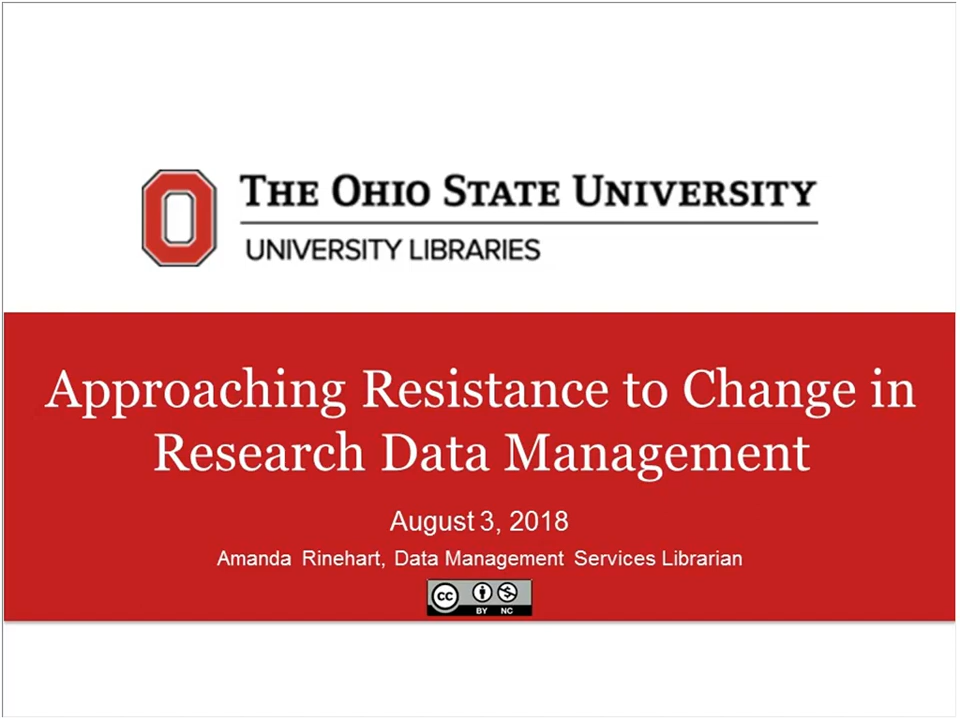 THE OHIO STATE UNIVERSITY
UNIVERSITY LIBRARIES
Approaching Resistance to Change in
Research Data Management
August 3, 2018
Amanda Rinehart, Data Management Services Librarian
cc
BY NC